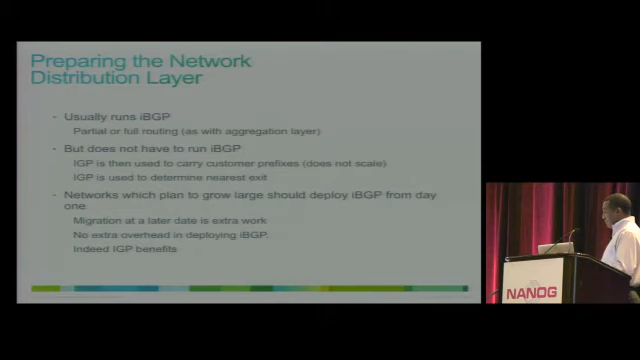 Preparing the Network
Distribution Layer
- Usually runs iBGP
Partial or full routing (as with aggregation layer)
- But does not have to run iBGP
IGP is then used to carry customer prefixes (does not scale)
IGP is used to determine nearest exit
- Networks which plan to grow large should deploy iBGP from day
one
Migration at a later date is extra work
No extra overhead in deploying iBGP.
Indeed IGP benefits
NANOG